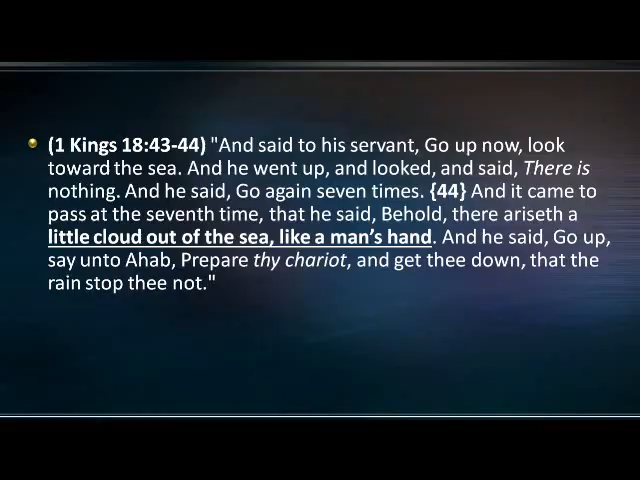 (1 Kings 18:43-44) "And said to his servant, Go up now, look
toward the sea. And he went up, and looked, and said, There is
nothing. And he said, Go again seven times. {44} And it came to
pass at the seventh time, that he said, Behold, there ariseth a
little cloud out of the sea, like a man's hand. And he said, Go up,
say unto Ahab, Prepare thy chariot, and get thee down, that the
rain stop thee not."